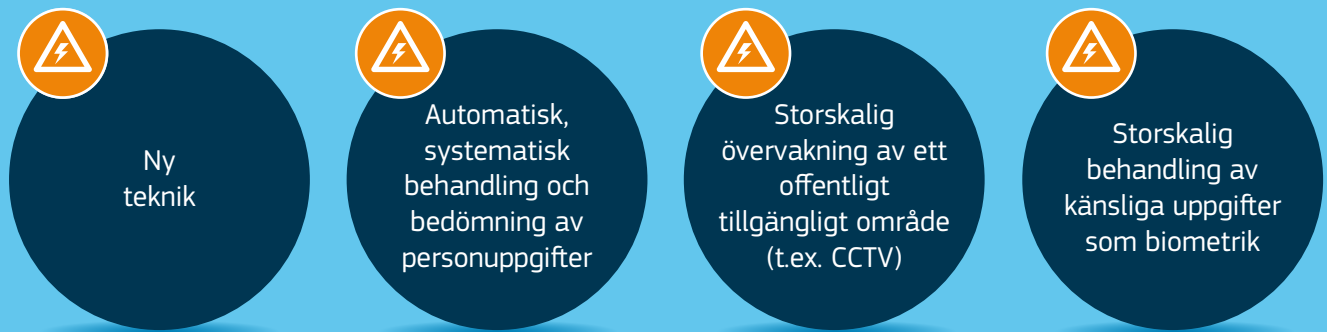 Ny
teknik
Automatisk,
systematisk
behandling och
bedömning av
personuppgifter
Storskalig
övervakning av ett
offentligt
tillgängligt område
(t.ex. CCTV)
Storskalig
behandling av
känsliga uppgifter
som biometrik